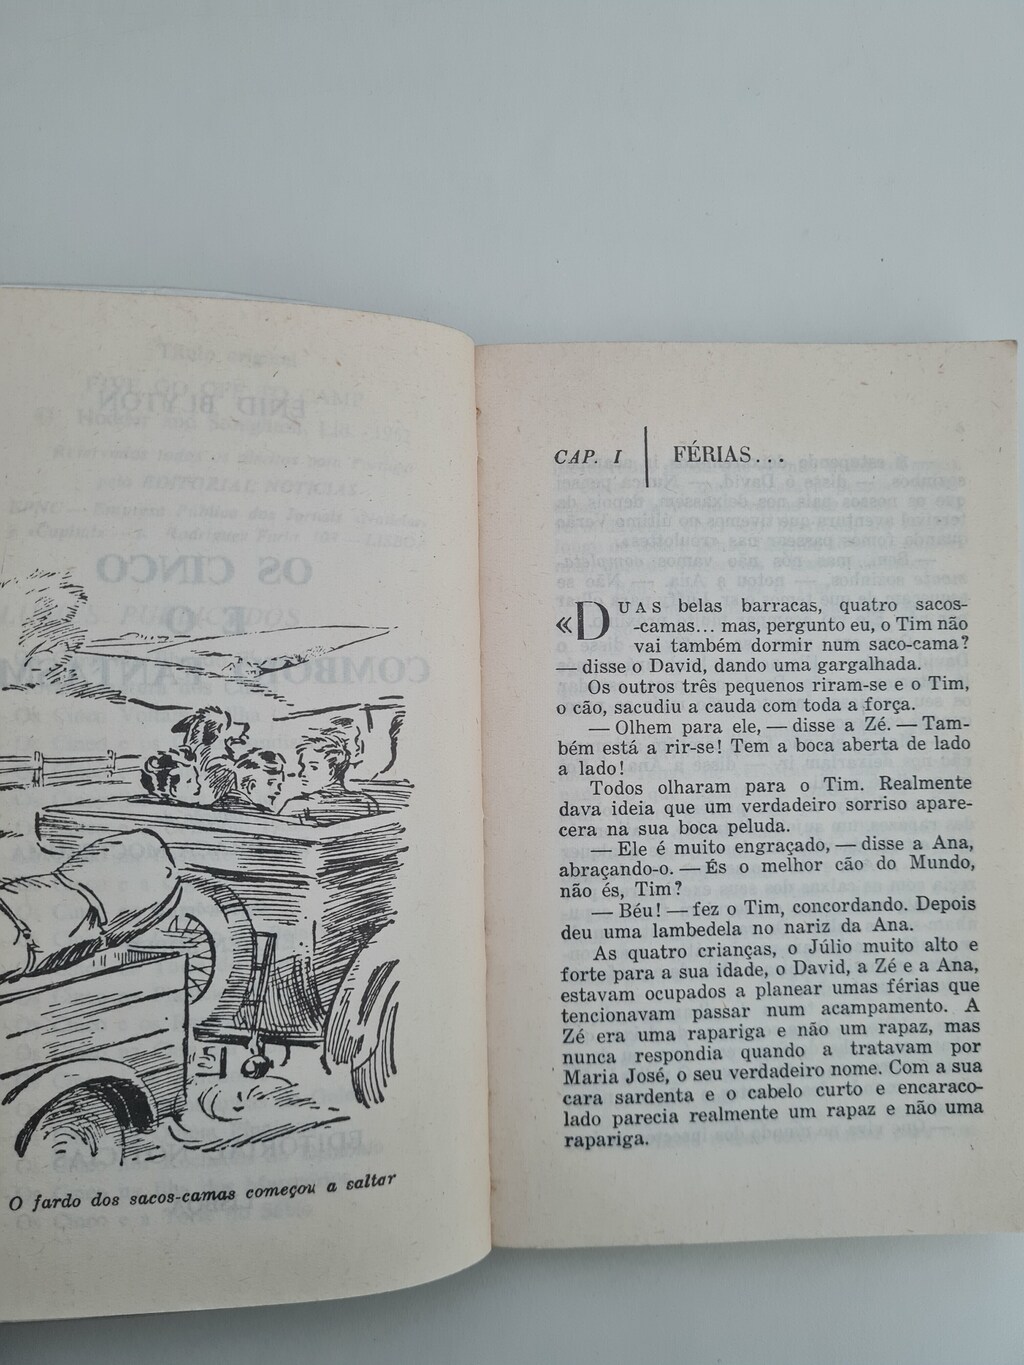 O fardo dos sacos-camas começou a saltar
CAP. I
FÉRIAS...
«DUAS belas barracas, quatro sacos-
-camas... mas, pergunto eu, o Tim não
vai também dormir num saco-cama?
— disse o David, dando uma gargalhada.
Os outros três pequenos riram-se e o Tim,
o cão, sacudiu a cauda com toda a força.
— Olhem para ele, — disse a Zé. — Tam-
bém está a rir-se! Tem a boca aberta de lado
a lado!
Todos olharam para o Tim. Realmente
dava ideia que um verdadeiro sorriso apare-
cera na sua boca peluda.
— Ele é muito engraçado, — disse a Ana,
abraçando-o. — És o melhor cão do Mundo,
não és, Tim?
— Béu! — fez o Tim, concordando. Depois
deu uma lambedela no nariz da Ana.
As quatro crianças, o Júlio muito alto e
forte para a sua idade, o David, a Zé e a Ana,
estavam ocupados a planear umas férias que
tencionavam passar num acampamento. A
Zé era uma rapariga e não um rapaz, mas
nunca respondia quando a tratavam por
Maria José, o seu verdadeiro nome. Com a sua
cara sardenta e o cabelo curto e encaraco-
lado parecia realmente um rapaz e não uma
rapariga.